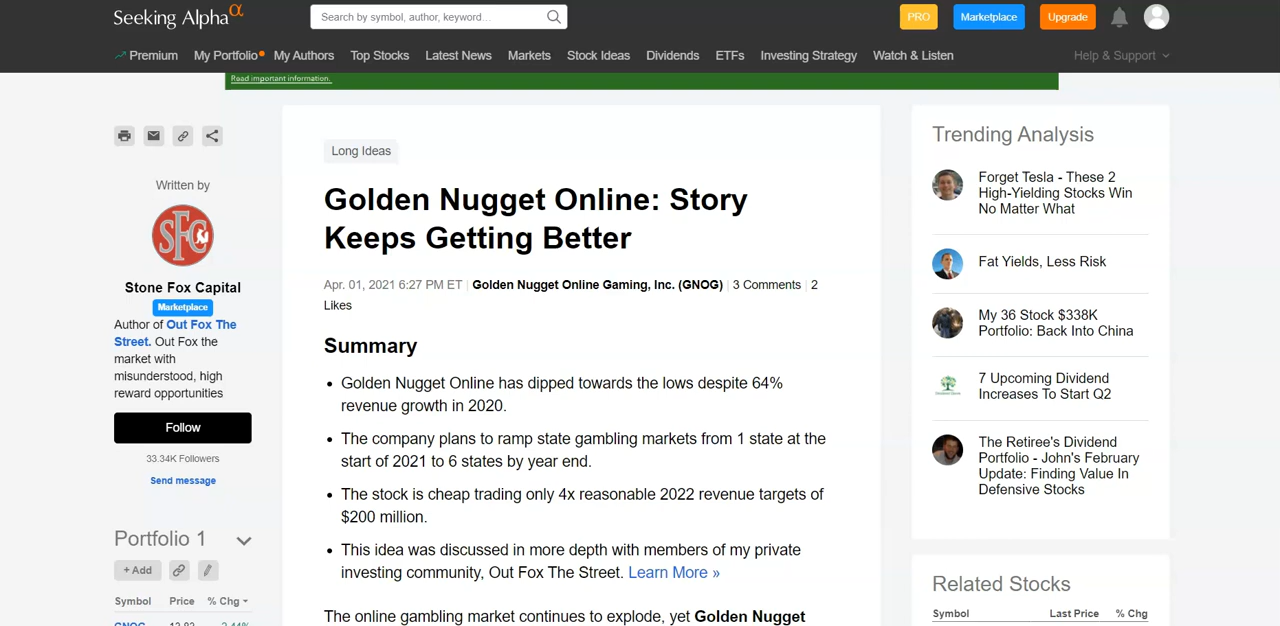 Seeking Alpha α
Search by symbol, author, keyword...
PRO
Marketplace
Upgrade
Premium
My Portfolio
My Authors
Top Stocks
Latest News
Markets
Stock Ideas
Dividends
ETFs
Investing Strategy
Watch & Listen
Help & Support
Read important information.
Written by
SFC
Stone Fox Capital
Marketplace
Author of Out Fox The
Street. Out Fox the
market with
misunderstood, high
reward opportunities
Follow
33.34K Followers
Send message
Portfolio 1
+ Add
Symbol Price % Chg
GNOG 13.83 2.44%
Long Ideas
Golden Nugget Online: Story
Keeps Getting Better
Apr. 01, 2021 6:27 PM ET | Golden Nugget Online Gaming, Inc. (GNOG) | 3 Comments | 2
Likes
Summary
• Golden Nugget Online has dipped towards the lows despite 64%
revenue growth in 2020.
• The company plans to ramp state gambling markets from 1 state at the
start of 2021 to 6 states by year end.
• The stock is cheap trading only 4x reasonable 2022 revenue targets of
$200 million.
• This idea was discussed in more depth with members of my private
investing community, Out Fox The Street. Learn More »
The online gambling market continues to explode, yet Golden Nugget
Trending Analysis
Forget Tesla - These 2
High-Yielding Stocks Win
No Matter What
Fat Yields, Less Risk
My 36 Stock $338K
Portfolio: Back Into China
7 Upcoming Dividend
Increases To Start Q2
The Retiree's Dividend
Portfolio - John's February
Update: Finding Value In
Defensive Stocks
Related Stocks
Symbol Last Price % Chg